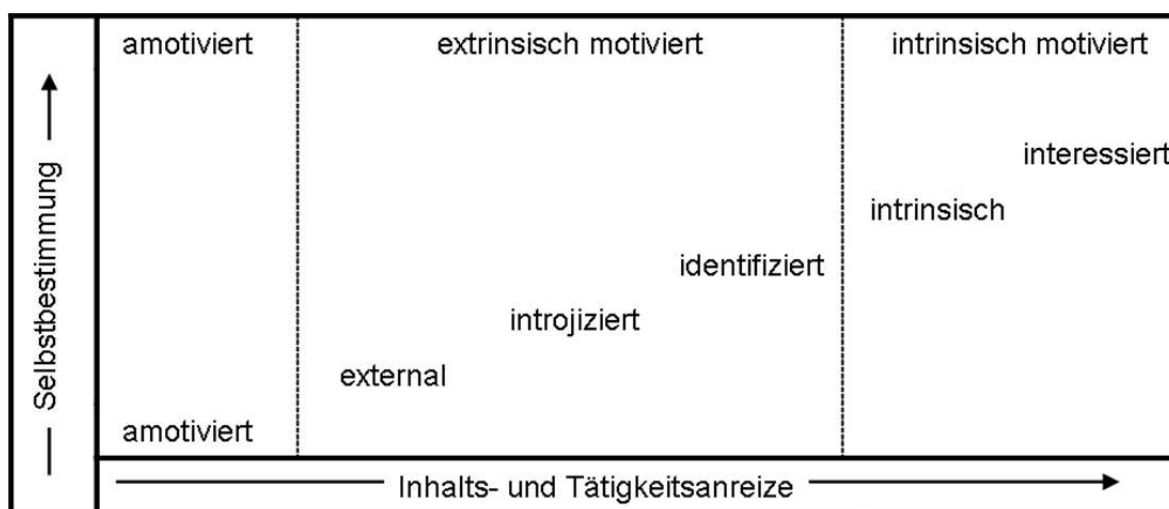 amotiviert
extrinsisch motiviert
intrinsisch motiviert
interessiert
intrinsisch
identifiziert
introjiziert
external
amotiviert
Selbstbestimmung
Inhalts- und Tätigkeitsanreize